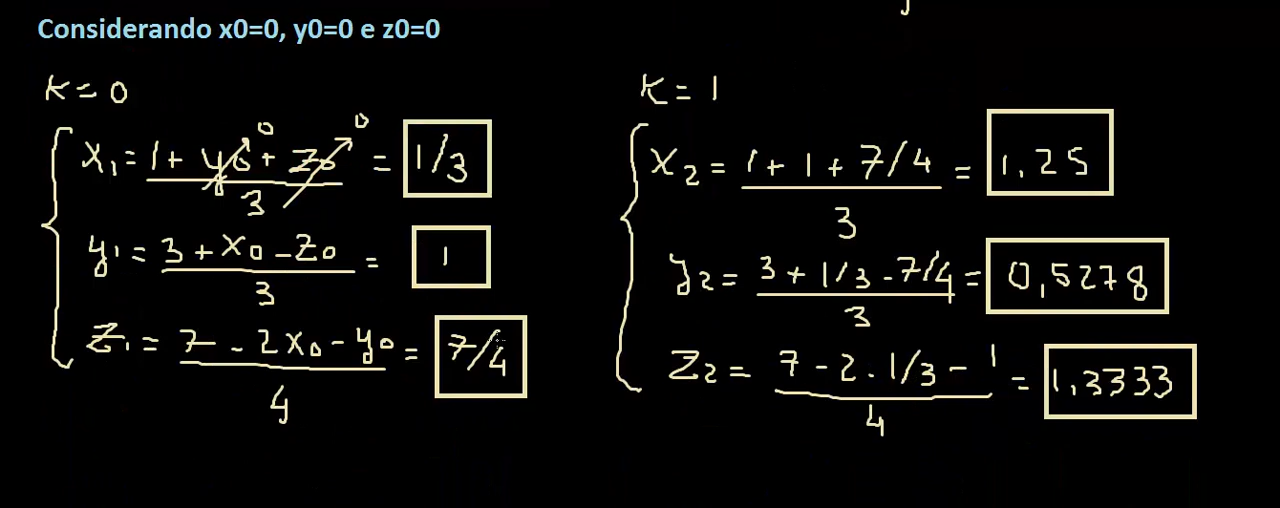 Considerando x0=0, y0=0 e z0=0
K = 0
x1 = 1 + y0 0 + z0 0 / 3 = 1/3
y1 = 3 + x0 - z0 / 3 = 1
z1 = 7 - 2x0 - y0 / 4 = 7/4
K = 1
x2 = 1 + 1 + 7/4 / 3 = 1,25
y2 = 3 + 1/3 - 7/4 / 3 = 0,5278
z2 = 7 - 2 . 1/3 - 1 / 4 = 1,3333